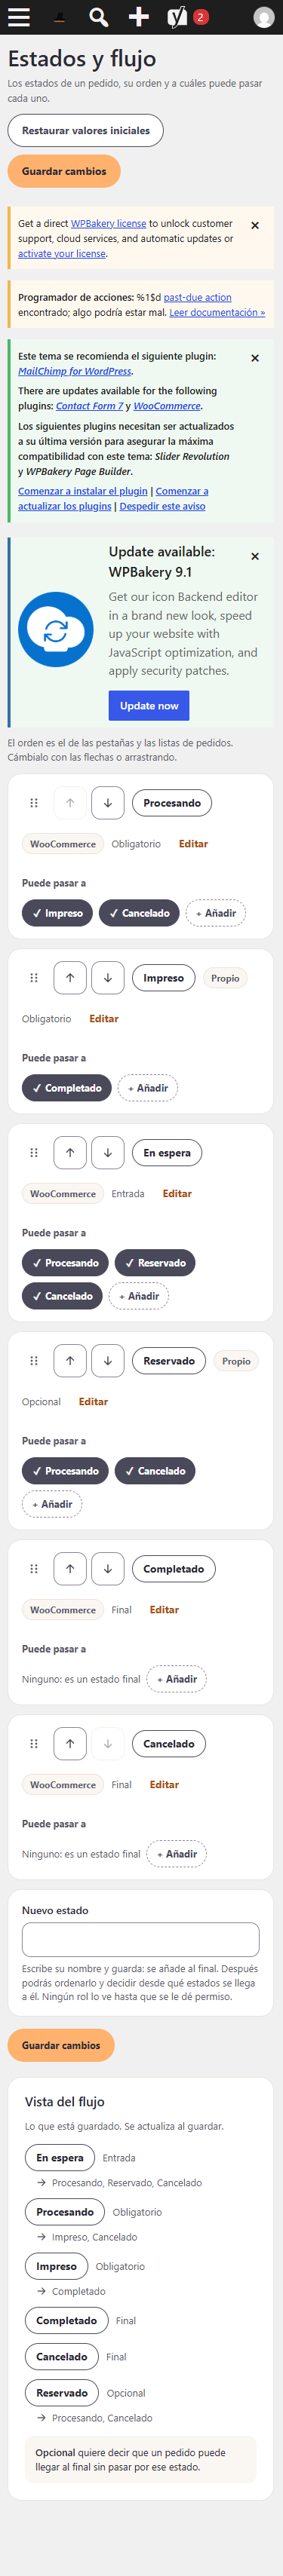 2
Estados y flujo
Los estados de un pedido, su orden y a cuáles puede pasar
cada uno.
Restaurar valores iniciales
Guardar cambios
Get a direct WPBakery license to unlock customer
support, cloud services, and automatic updates or
activate your license.
Programador de acciones: %1$d past-due action
encontrado; algo podría estar mal. Leer documentación »
Este tema se recomienda el siguiente plugin:
MailChimp for WordPress.
There are updates available for the following
plugins: Contact Form 7 y WooCommerce.
Los siguientes plugins necesitan ser actualizados
a su última versión para asegurar la máxima
compatibilidad con este tema: Slider Revolution
y WPBakery Page Builder.
Comenzar a instalar el plugin | Comenzar a
actualizar los plugins | Despedir este aviso
Update available:
WPBakery 9.1
Get our icon Backend editor
in a brand new look, speed
up your website with
JavaScript optimization, and
apply security patches.
Update now
El orden es el de las pestañas y las listas de pedidos.
Cámbialo con las flechas o arrastrando.
Procesando
WooCommerce Obligatorio Editar
Puede pasar a
✓ Impreso ✓ Cancelado + Añadir
Impreso Propio
Obligatorio Editar
Puede pasar a
✓ Completado + Añadir
En espera
WooCommerce Entrada Editar
Puede pasar a
✓ Procesando ✓ Reservado
✓ Cancelado + Añadir
Reservado Propio
Opcional Editar
Puede pasar a
✓ Procesando ✓ Cancelado
+ Añadir
Completado
WooCommerce Final Editar
Puede pasar a
Ninguno: es un estado final + Añadir
Cancelado
WooCommerce Final Editar
Puede pasar a
Ninguno: es un estado final + Añadir
Nuevo estado
Escribe su nombre y guarda: se añade al final. Después
podrás ordenarlo y decidir desde qué estados se llega
a él. Ningún rol lo ve hasta que se le dé permiso.
Guardar cambios
Vista del flujo
Lo que está guardado. Se actualiza al guardar.
En espera Entrada
→ Procesando, Reservado, Cancelado
Procesando Obligatorio
→ Impreso, Cancelado
Impreso Obligatorio
→ Completado
Completado Final
Cancelado Final
Reservado Opcional
→ Procesando, Cancelado
Opcional quiere decir que un pedido puede
llegar al final sin pasar por ese estado.